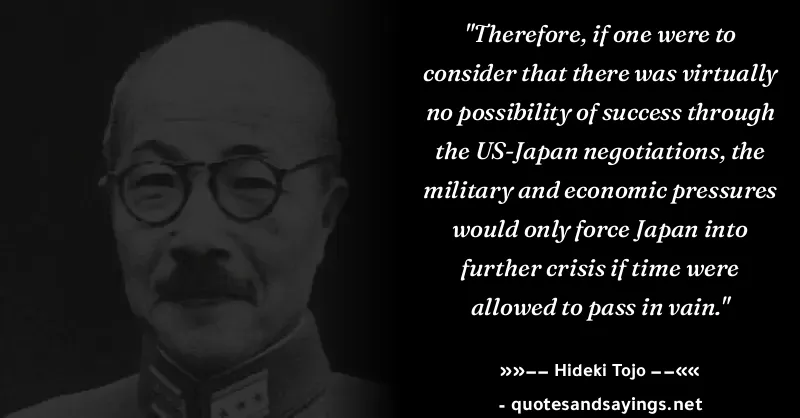 "Therefore, if one were to
consider that there was virtually
no possibility of success through
the US-Japan negotiations, the
military and economic pressures
would only force Japan into
further crisis if time were
allowed to pass in vain."
»»–– Hideki Tojo ––««
- quotesandsayings.net